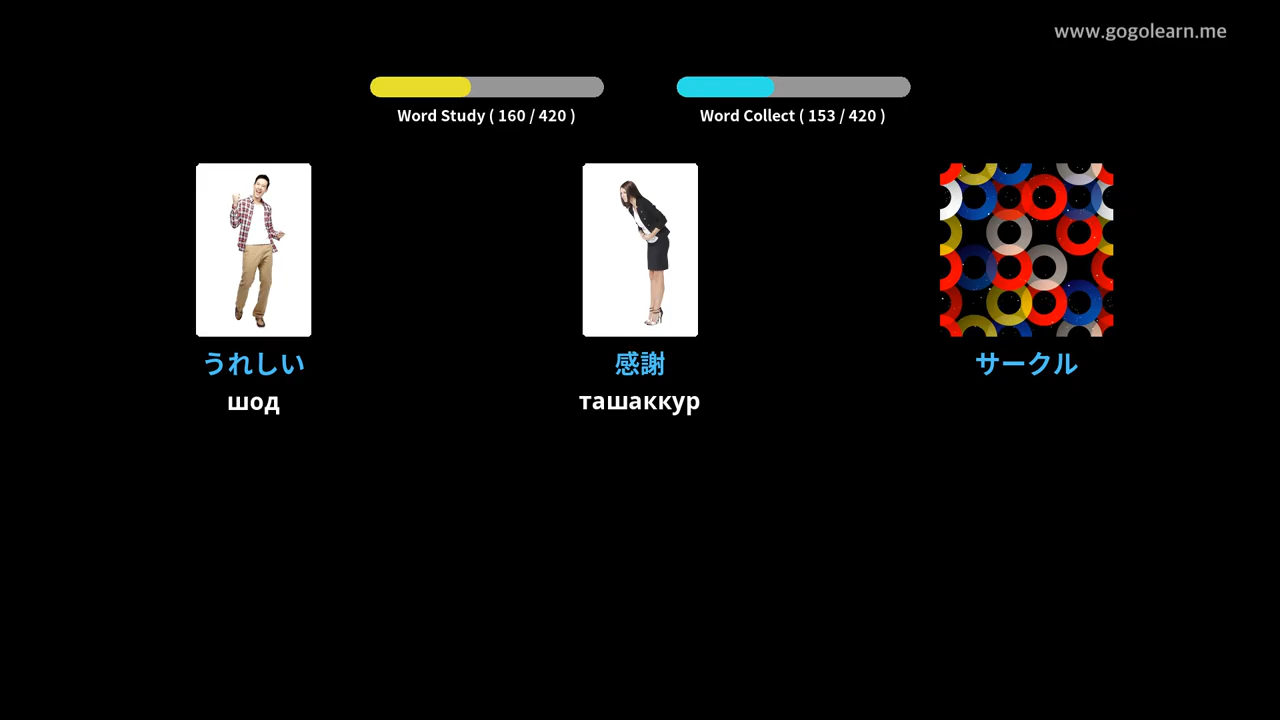 www.gogolearn.me
Word Study ( 160 / 420 )
Word Collect ( 153 / 420 )
うれしい
感謝
サークル
шод
ташаккур